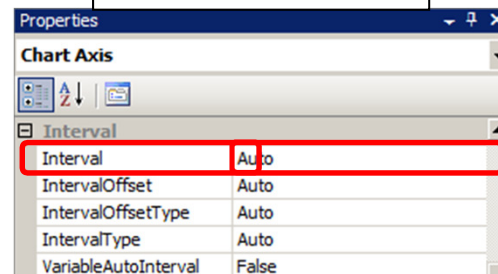 Properties
Chart Axis
Interval
Interval Auto
IntervalOffset Auto
IntervalOffsetType Auto
IntervalType Auto
VariableAutoInterval False